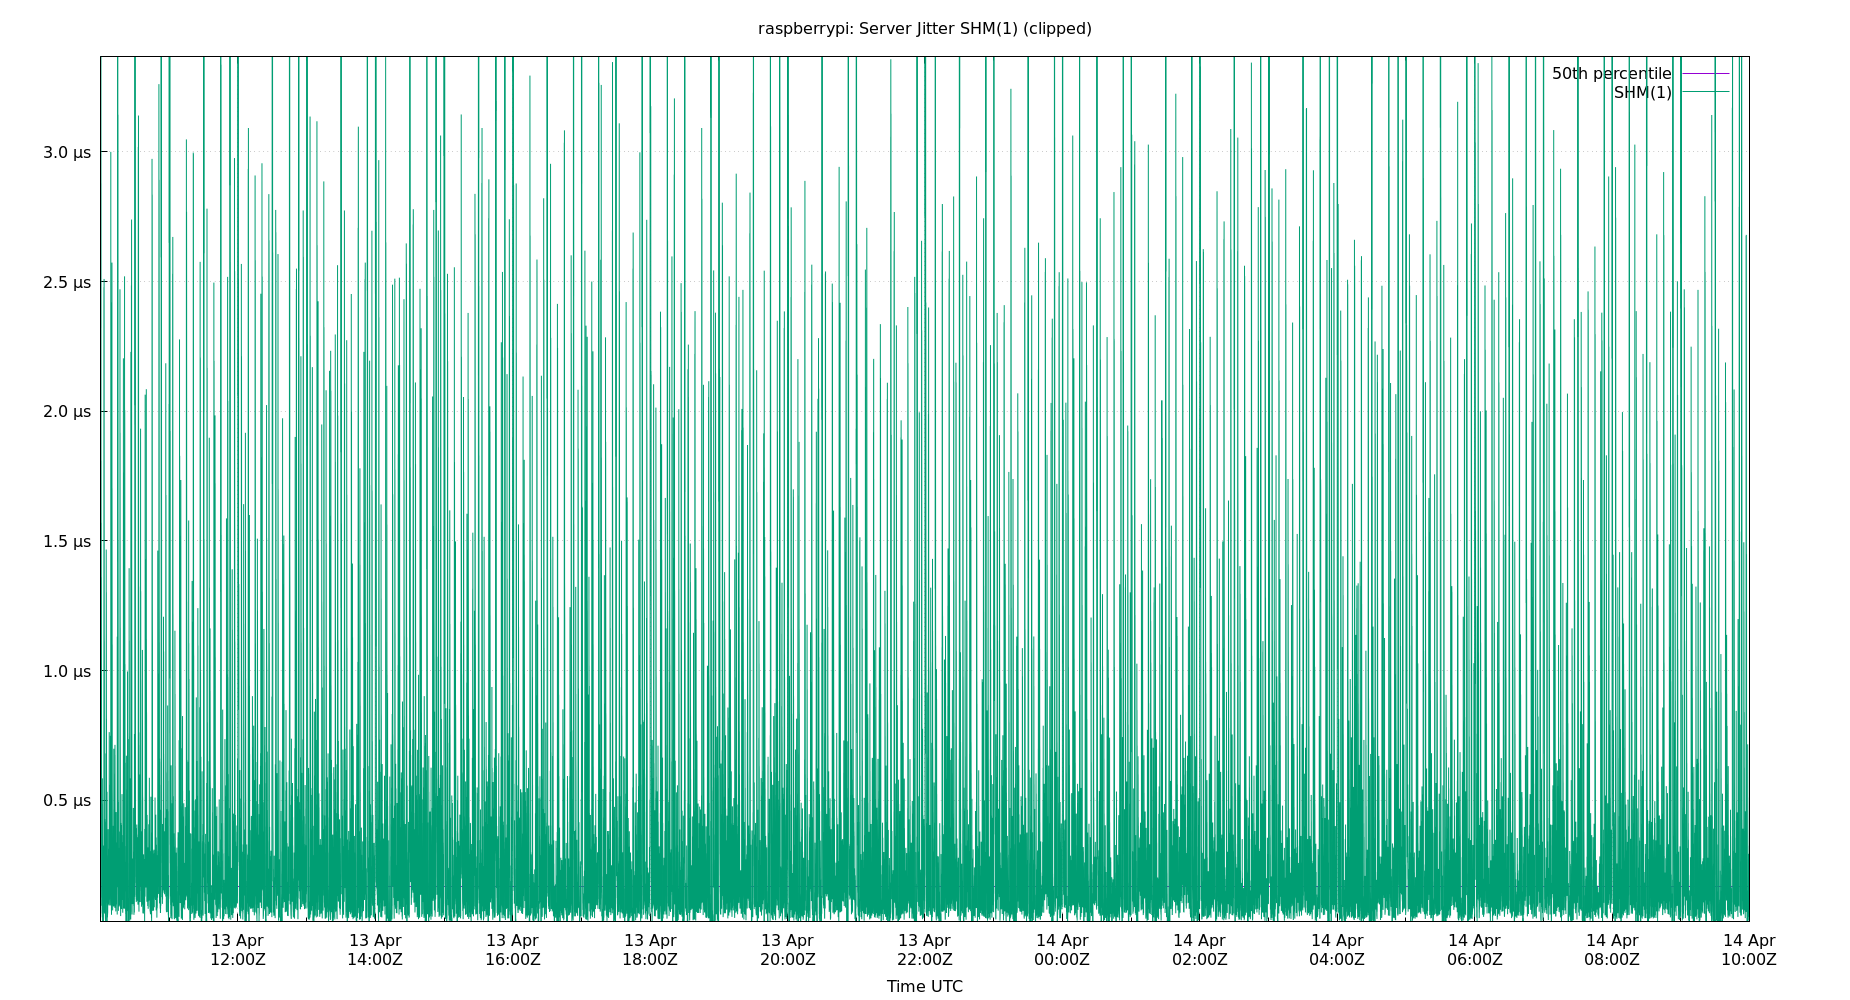 raspberrypi: Server Jitter SHM(1) (clipped)
50th percentile
SHM(1)
3.0 µs
2.5 µs
2.0 µs
1.5 µs
1.0 µs
0.5 µs
13 Apr 13 Apr 13 Apr 13 Apr 13 Apr 13 Apr 14 Apr 14 Apr 14 Apr 14 Apr 14 Apr 14 Apr
12:00Z 14:00Z 16:00Z 18:00Z 20:00Z 22:00Z 00:00Z 02:00Z 04:00Z 06:00Z 08:00Z 10:00Z
Time UTC